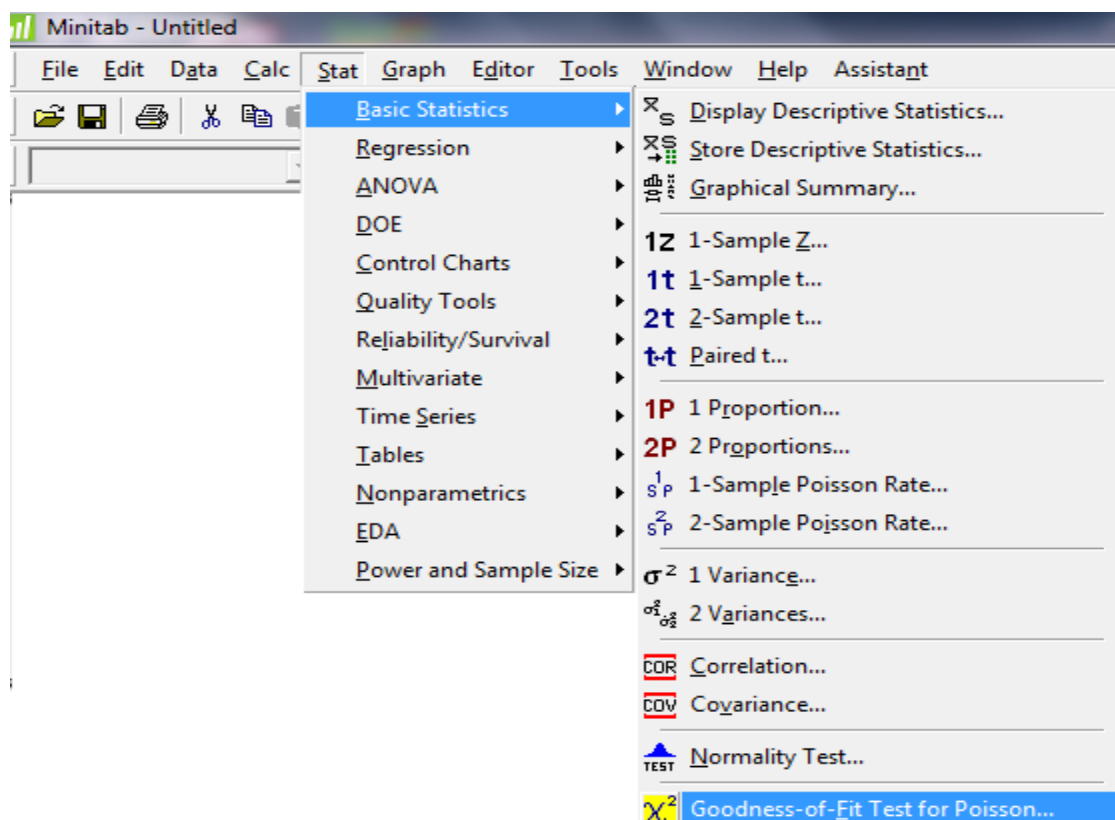 Minitab - Untitled
File Edit Data Calc Stat Graph Editor Tools Window Help Assistant
Basic Statistics
Regression
ANOVA
DOE
Control Charts
Quality Tools
Reliability/Survival
Multivariate
Time Series
Tables
Nonparametrics
EDA
Power and Sample Size
x̄s Display Descriptive Statistics...
x̄s Store Descriptive Statistics...
Graphical Summary...
1Z 1-Sample Z...
1t 1-Sample t...
2t 2-Sample t...
t-t Paired t...
1P 1 Proportion...
2P 2 Proportions...
S1P 1-Sample Poisson Rate...
S2P 2-Sample Poisson Rate...
σ² 1 Variance...
σ²₁σ²₂ 2 Variances...
COR Correlation...
COV Covariance...
TEST Normality Test...
χ² Goodness-of-Fit Test for Poisson...